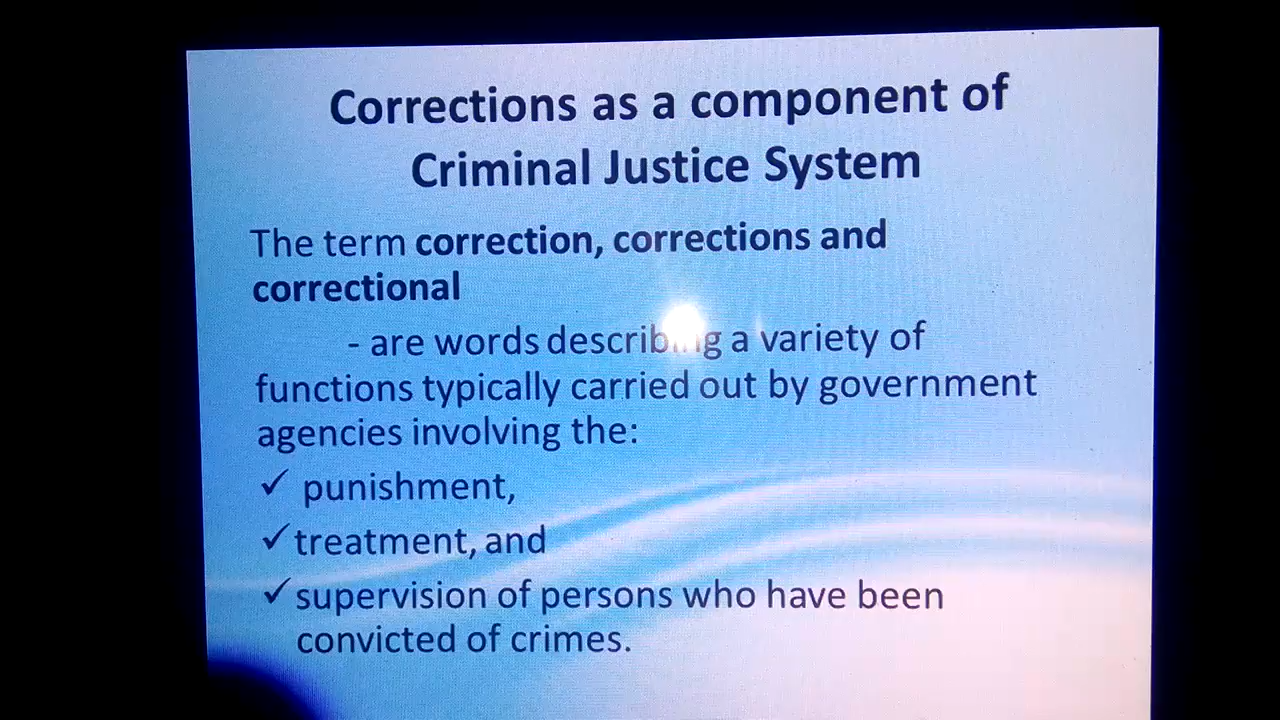 Corrections as a component of
Criminal Justice System
The term correction, corrections and
correctional
- are words describing a variety of
functions typically carried out by government
agencies involving the:
✓ punishment,
✓ treatment, and
✓ supervision of persons who have been
convicted of crimes.